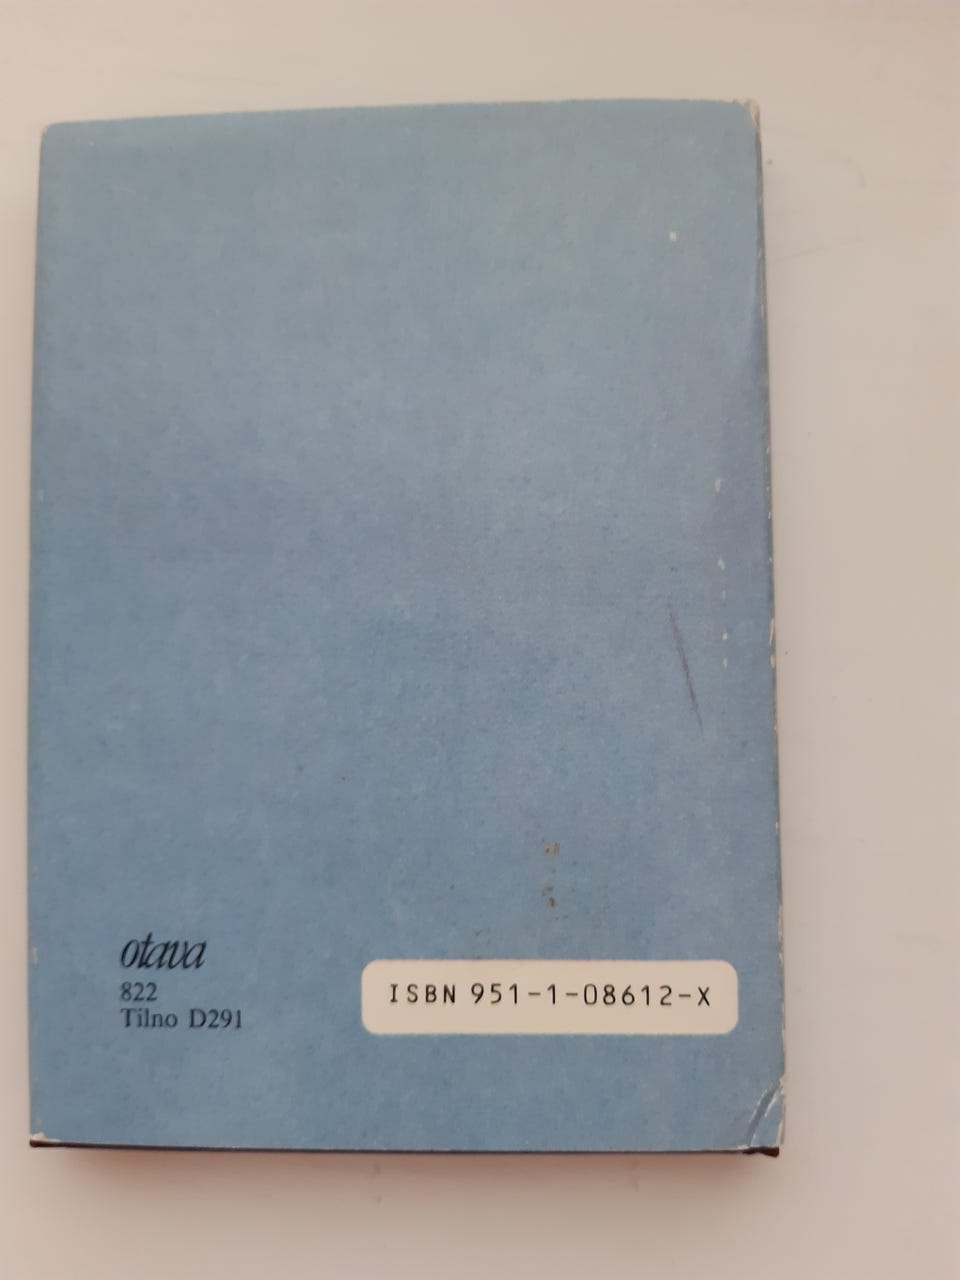 otava
822
Tilno D291
ISBN 951-1-08612-X